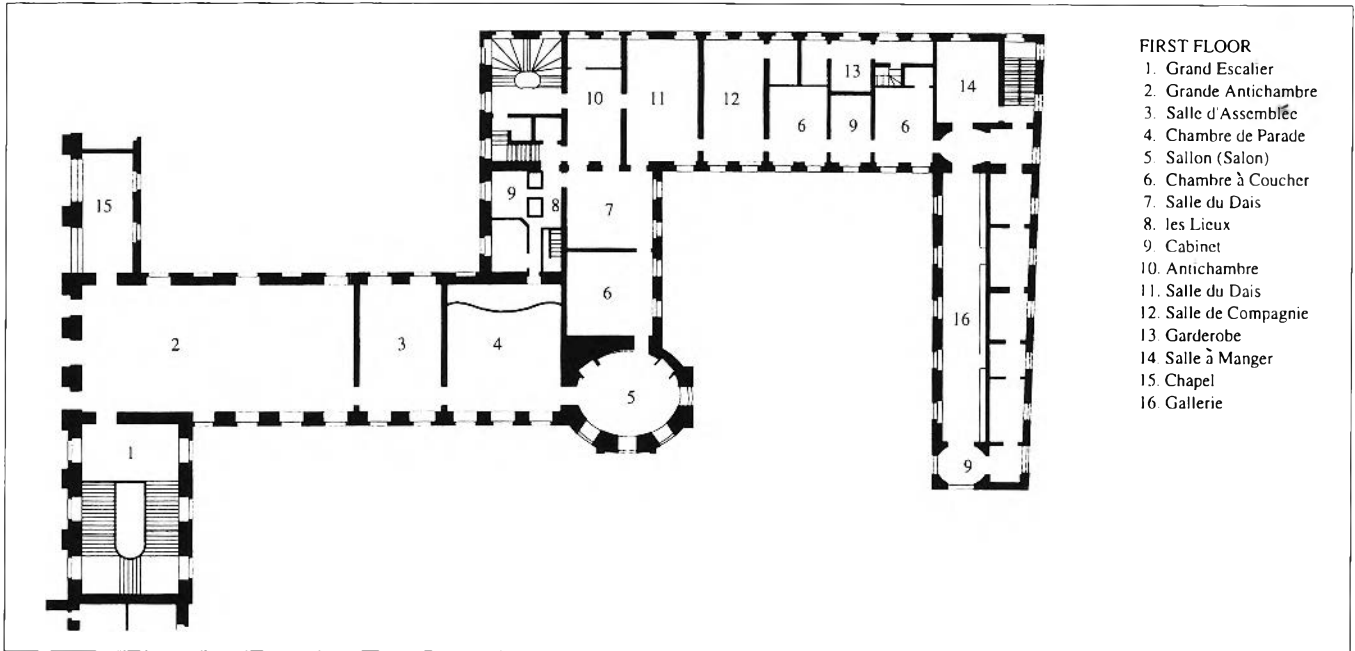 10
11
12
13
14
6
9
6
15
9
8
7
2
3
4
6
5
16
1
9
FIRST FLOOR
1. Grand Escalier
2. Grande Antichambre
3. Salle d'Assemblée
4. Chambre de Parade
5. Sallon (Salon)
6. Chambre à Coucher
7. Salle du Dais
8. les Lieux
9. Cabinet
10. Antichambre
11. Salle du Dais
12. Salle de Compagnie
13. Garderobe
14. Salle à Manger
15. Chapel
16. Gallerie